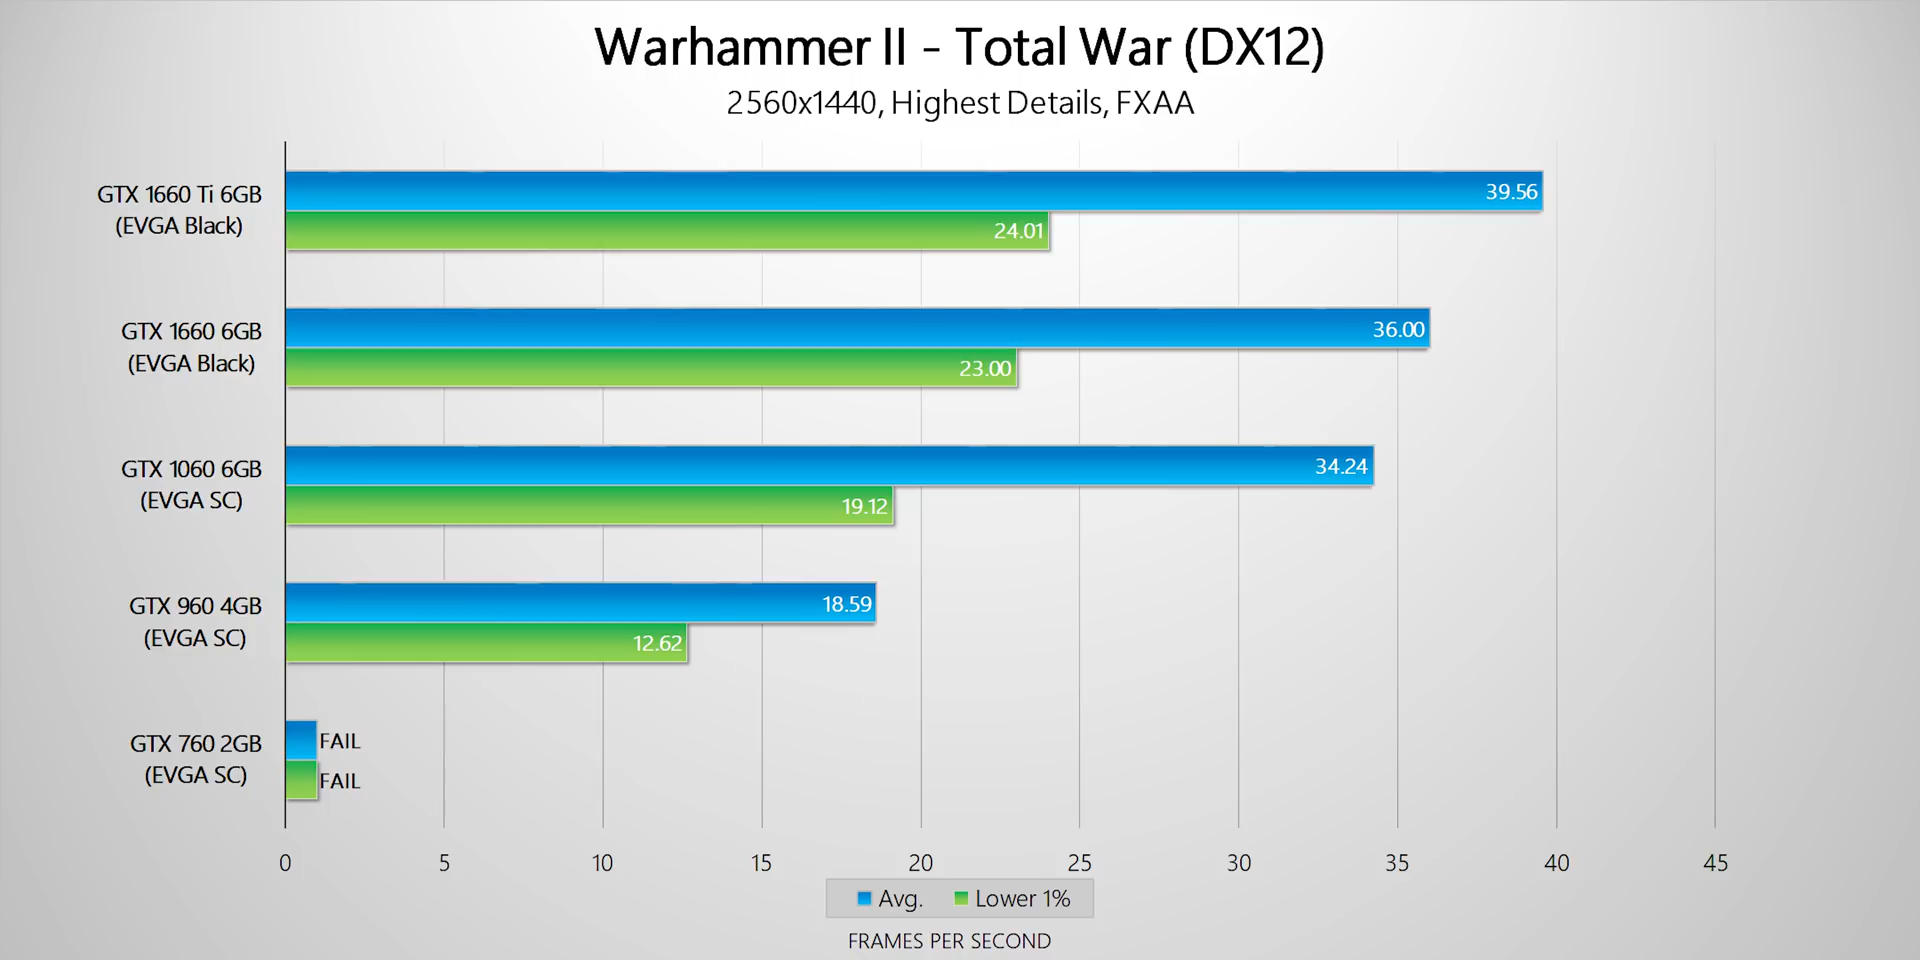 Warhammer II - Total War (DX12)
2560x1440, Highest Details, FXAA
GTX 1660 Ti 6GB
(EVGA Black)
39.56
24.01
GTX 1660 6GB
(EVGA Black)
36.00
23.00
GTX 1060 6GB
(EVGA SC)
34.24
19.12
GTX 960 4GB
(EVGA SC)
18.59
12.62
GTX 760 2GB
(EVGA SC)
FAIL
FAIL
0 5 10 15 20 25 30 35 40 45
Avg. Lower 1%
FRAMES PER SECOND